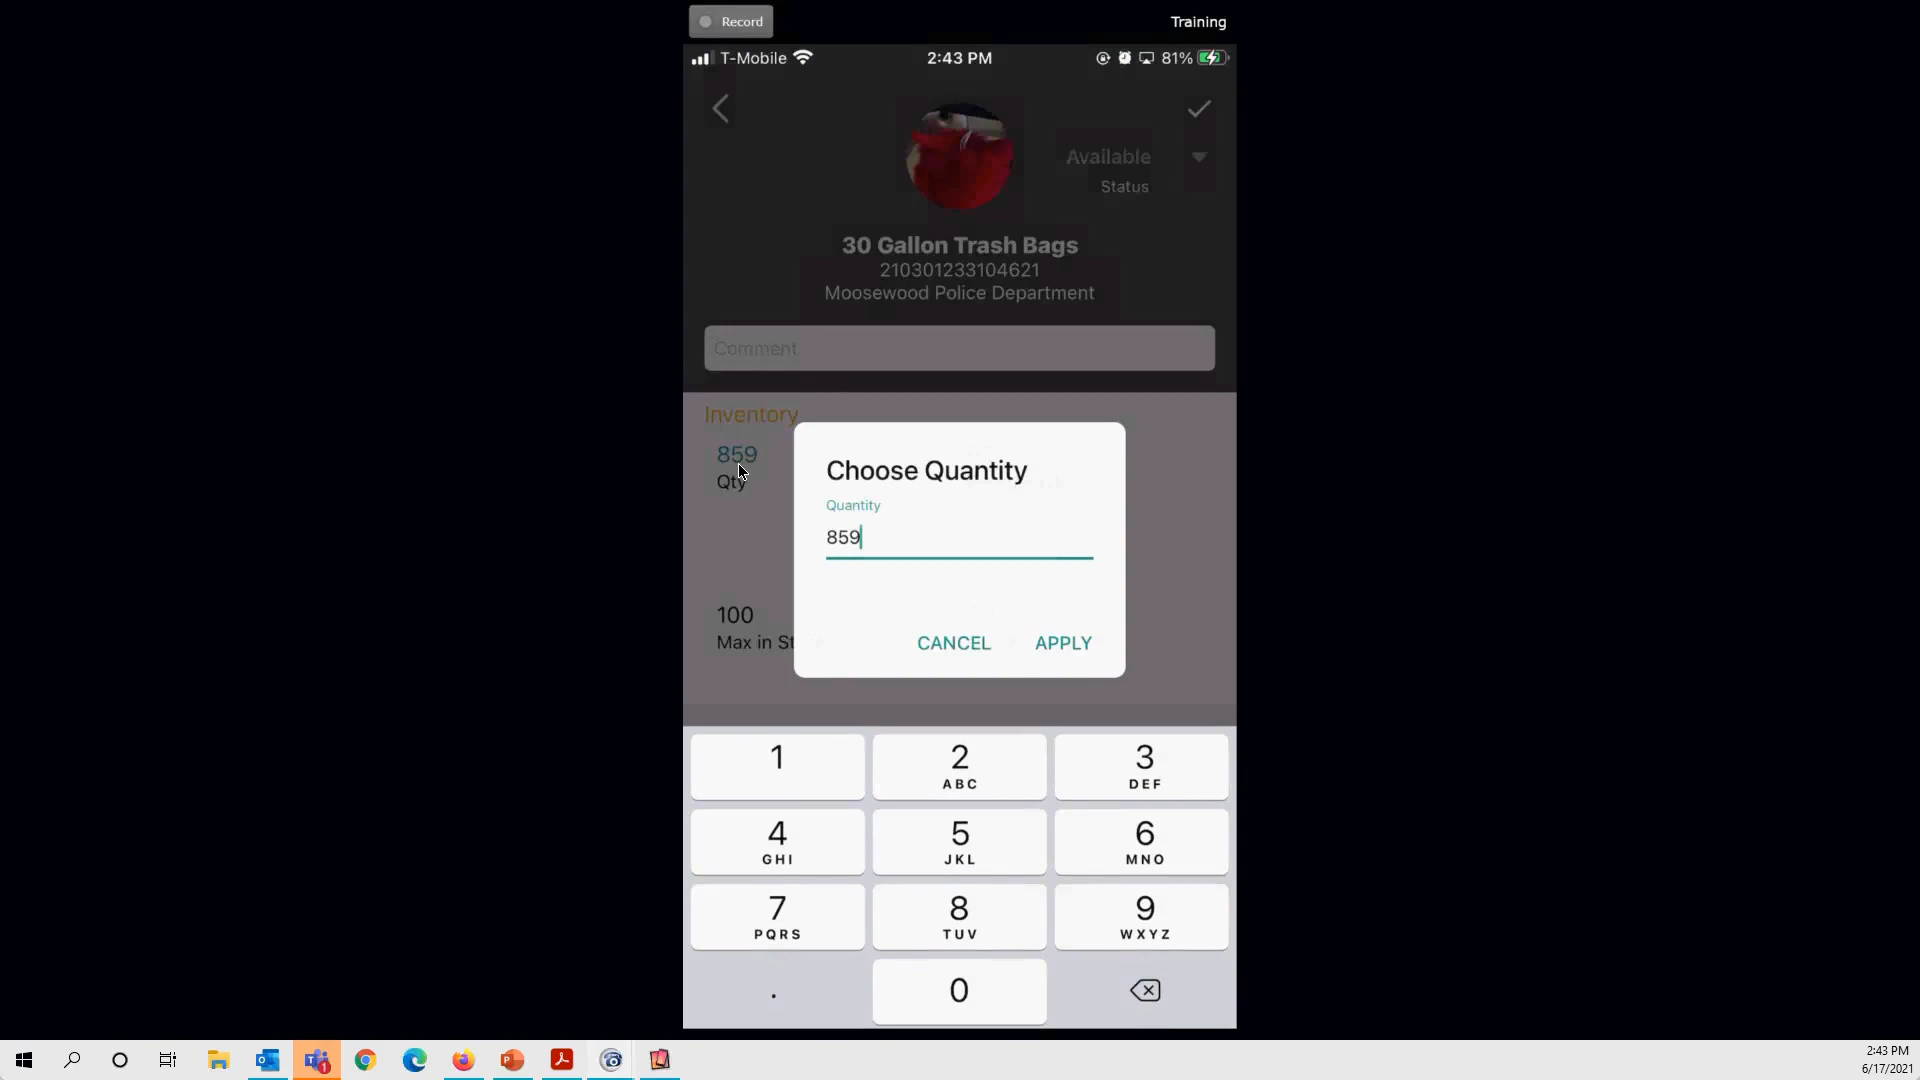 Record
Training
T-Mobile
2:43 PM
81%
Available
Status
30 Gallon Trash Bags
210301233104621
Moosewood Police Department
Comment
Inventory
859
Qty
100
Max in St
Choose Quantity
Quantity
859
CANCEL
APPLY
1
2
ABC
3
DEF
4
GHI
5
JKL
6
MNO
7
PQRS
8
TUV
9
WXYZ
.
0
1
2:43 PM
6/17/2021